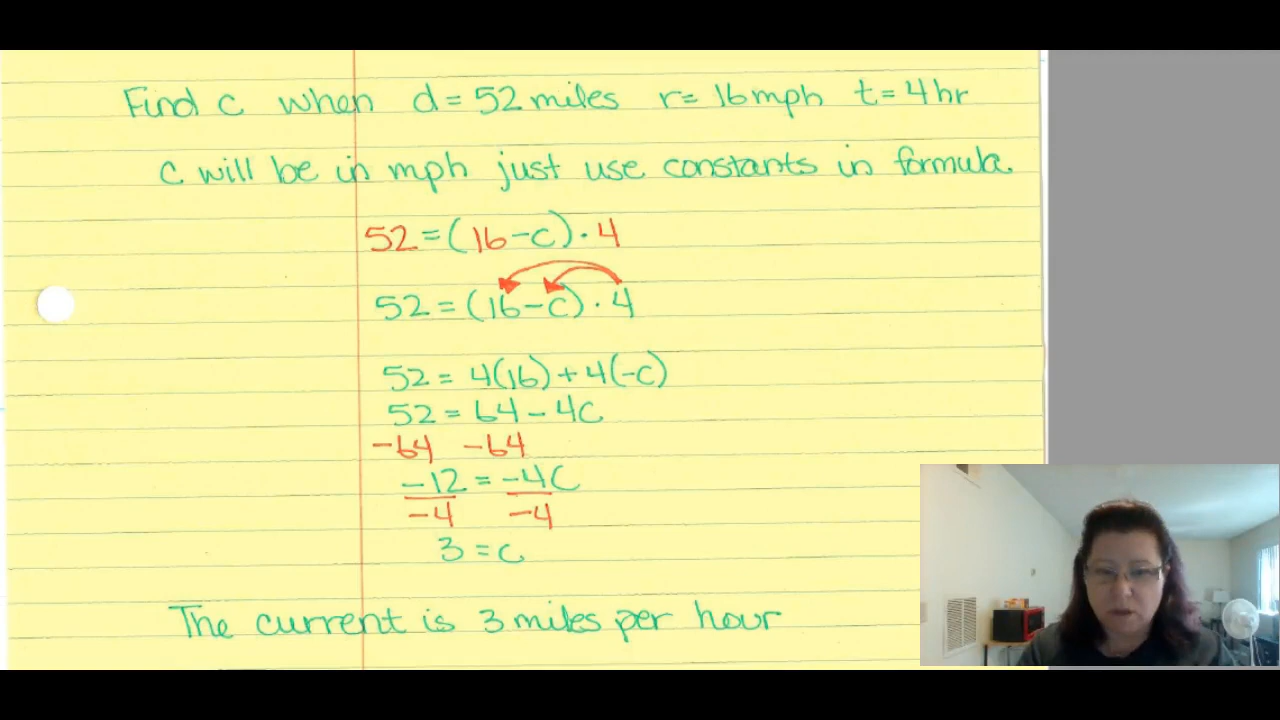 Find c when d = 52 miles r = 16 mph t = 4 hr
c will be in mph just use constants in formula.
52 = (16 - c) · 4
52 = (16 - c) · 4
52 = 4(16) + 4(-c)
52 = 64 - 4c
-64 -64
-12 = -4c
-4 -4
3 = c
The current is 3 miles per hour